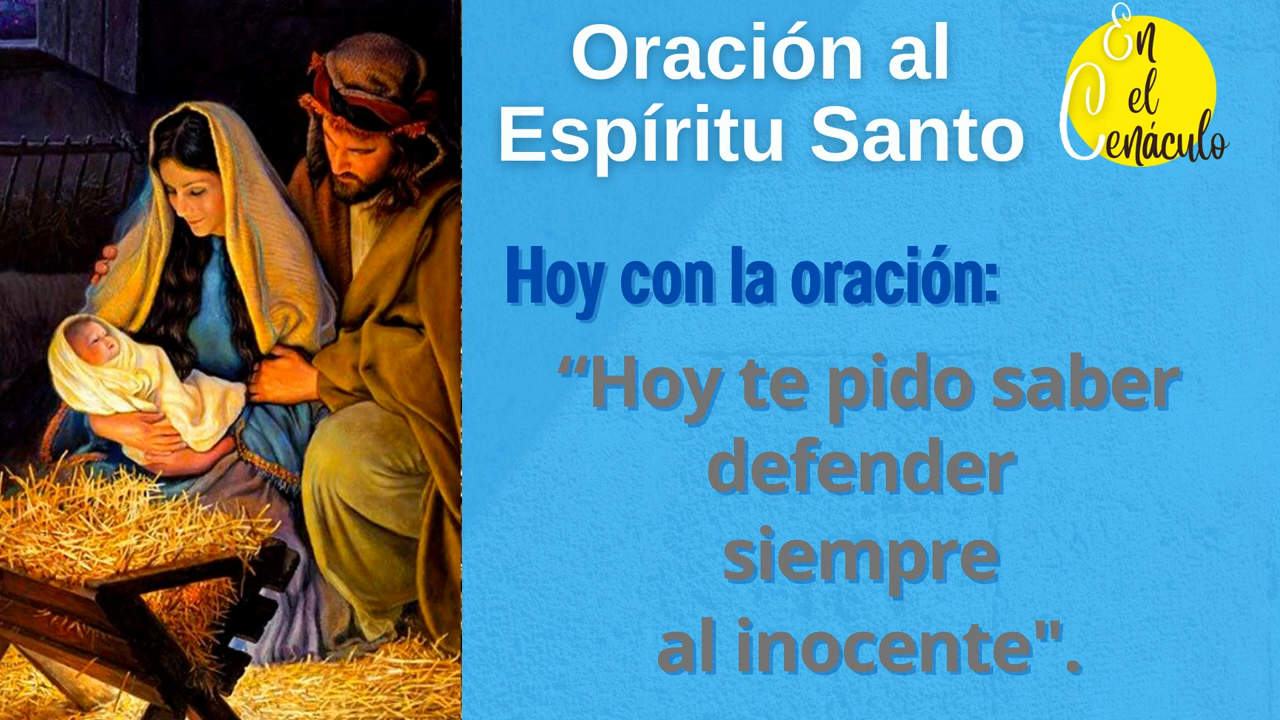 Oración al
Espíritu Santo
En
el
Cenáculo
Hoy con la oración:
“Hoy te pido saber
defender
siempre
al inocente".